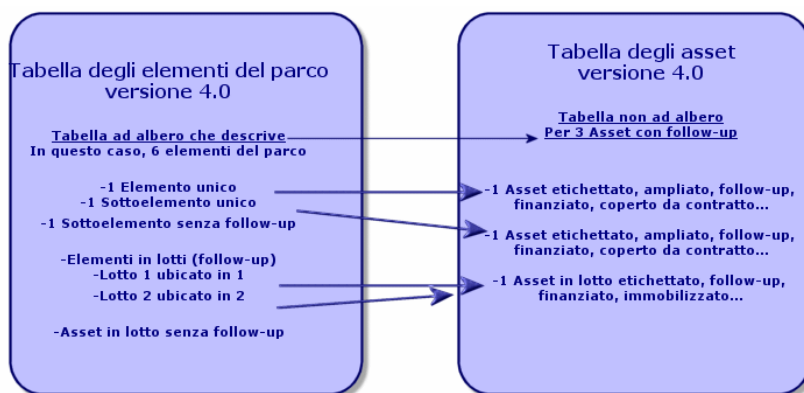 Tabella degli elementi del parco
versione 4.0
Tabella ad albero che descrive
In questo caso, 6 elementi del parco
-1 Elemento unico
-1 Sottoelemento unico
-1 Sottoelemento senza follow-up
-Elementi in lotti (follow-up)
-Lotto 1 ubicato in 1
-Lotto 2 ubicato in 2
-Asset in lotto senza follow-up
Tabella degli asset
versione 4.0
Tabella non ad albero
Per 3 Asset con follow-up
-1 Asset etichettato, ampliato, follow-up,
finanziato, coperto da contratto...
-1 Asset etichettato, ampliato, follow-up,
finanziato, coperto da contratto...
-1 Asset in lotto etichettato, follow-up,
finanziato, immobilizzato...